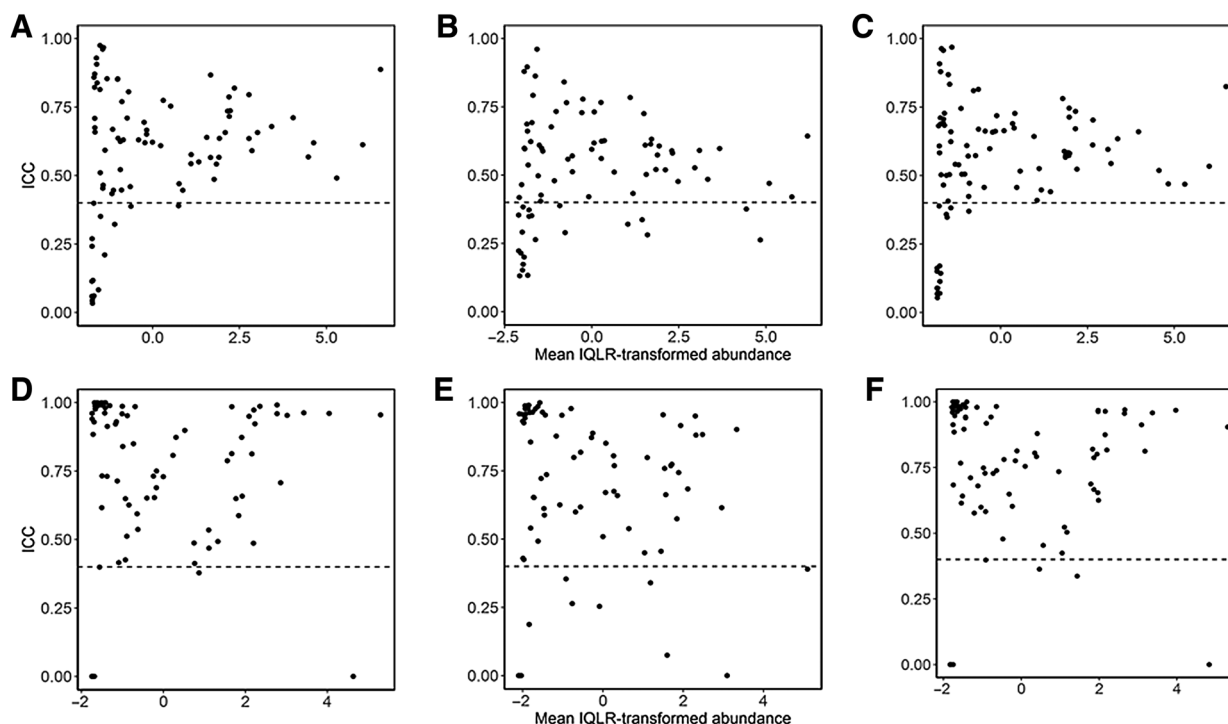 A B C
1.00 1.00 1.00
0.75 0.75 0.75
ICC
0.50 0.50 0.50
0.25 0.25 0.25
0.00 0.00 0.00
0.0 2.5 5.0 −2.5 0.0 2.5 5.0 0.0 2.5 5.0
Mean IQLR-transformed abundance
D E F
1.00 1.00 1.00
0.75 0.75 0.75
ICC
0.50 0.50 0.50
0.25 0.25 0.25
0.00 0.00 0.00
−2 0 2 4 −2 0 2 4 −2 0 2 4
Mean IQLR-transformed abundance